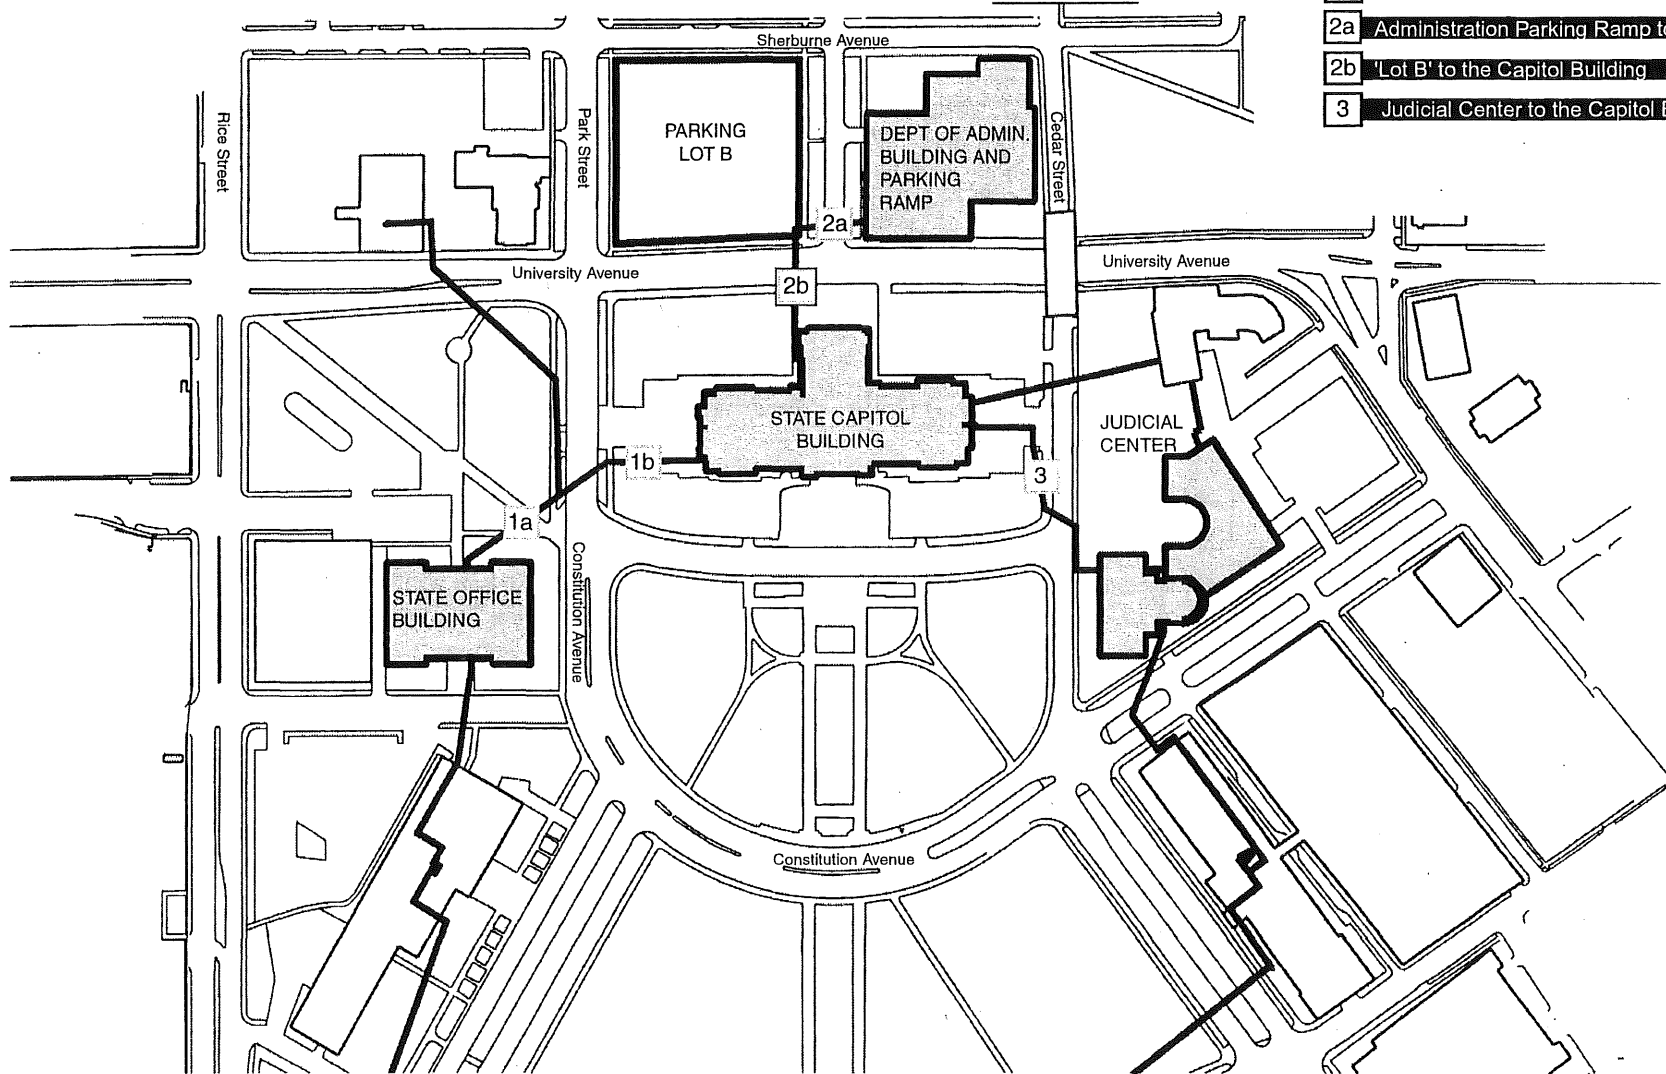 2a Administration Parking Ramp to
2b 'Lot B' to the Capitol Building
3 Judicial Center to the Capitol
Sherburne Avenue
Rice Street
Park Street
PARKING
LOT B
DEPT OF ADMIN.
BUILDING AND
PARKING
RAMP
Cedar Street
2a
University Avenue
University Avenue
2b
STATE CAPITOL
BUILDING
JUDICIAL
CENTER
1b
3
1a
Constitution Avenue
STATE OFFICE
BUILDING
Constitution Avenue